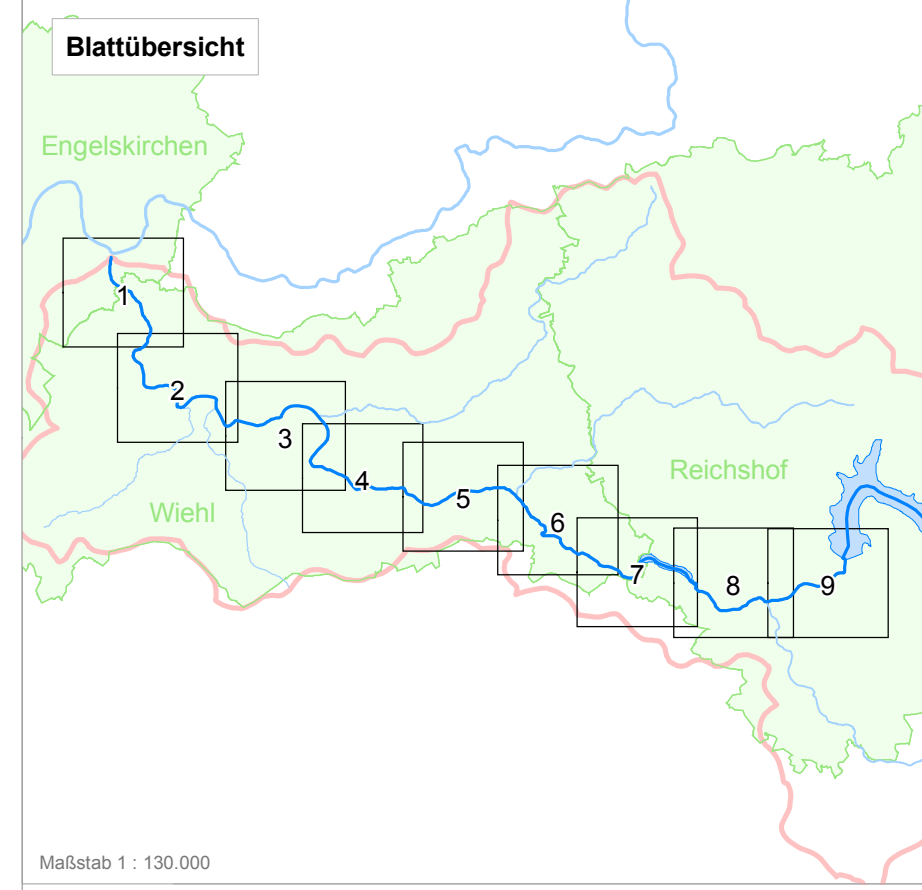 Blattübersicht
Engelskirchen
1
2
3
4
5
6
7
8
9
Reichshof
Wiehl
Maßstab 1 : 130.000